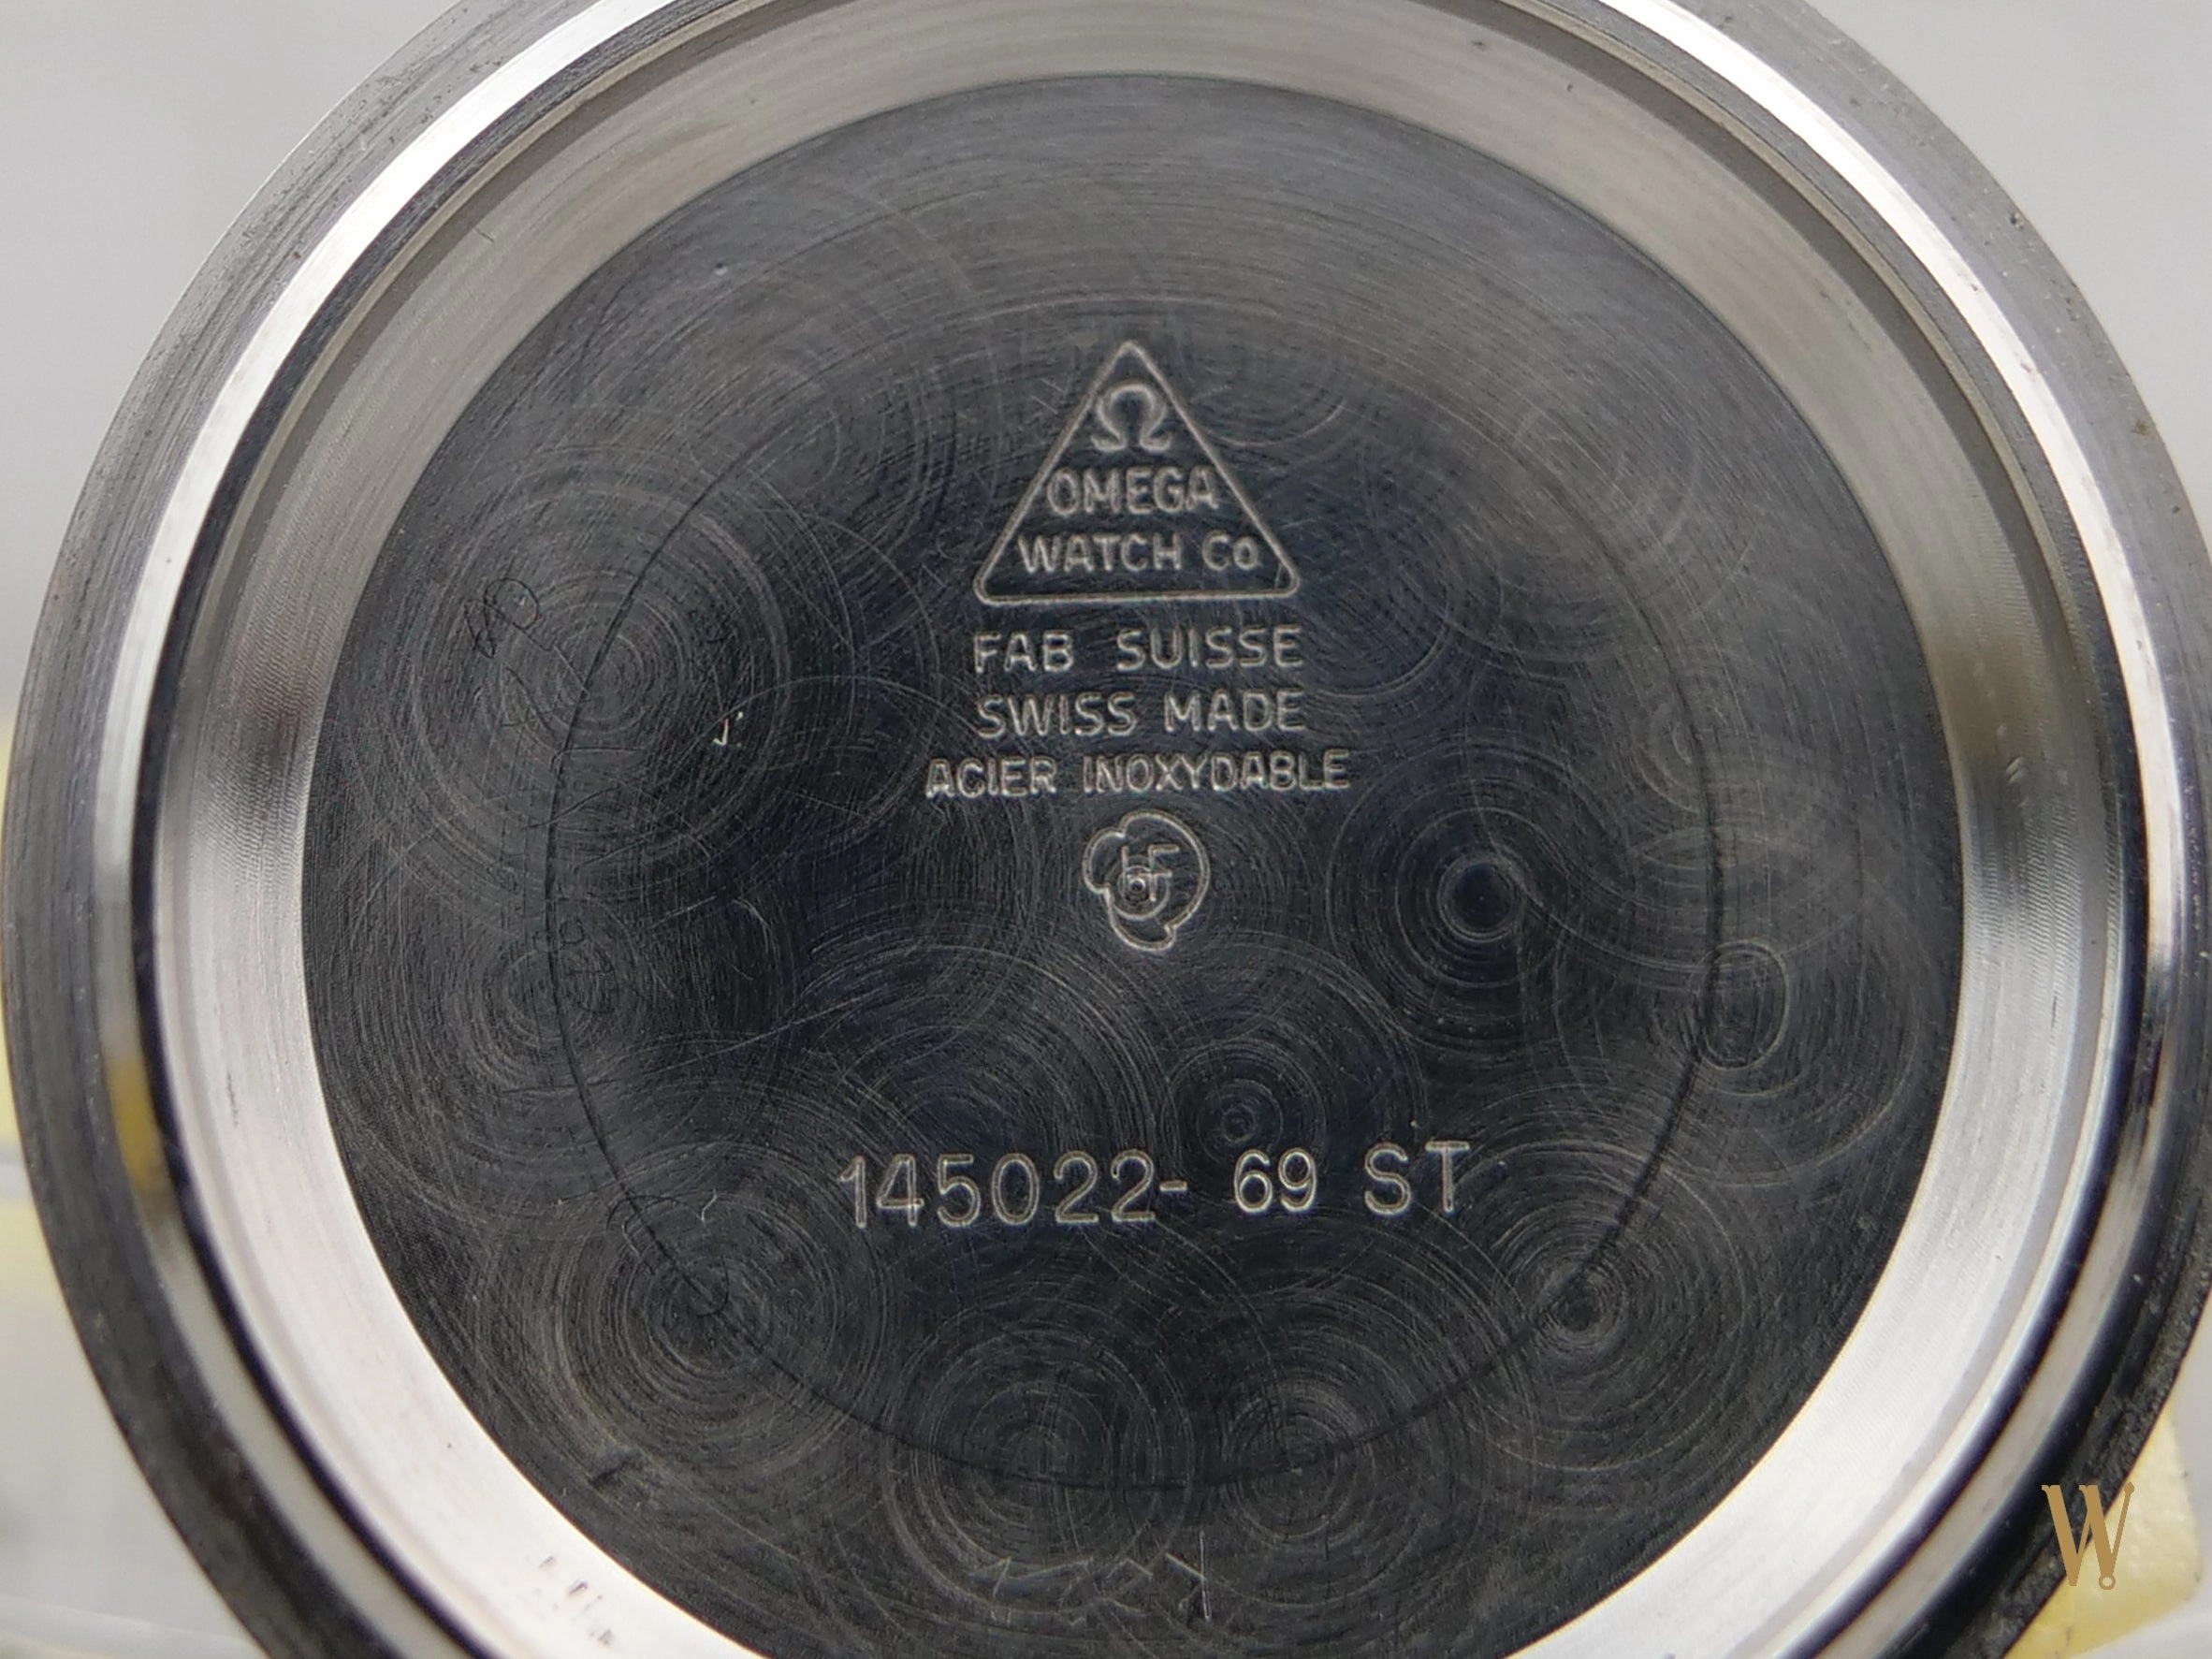 Ω
OMEGA
WATCH Co
FAB SUISSE
SWISS MADE
ACIER INOXYDABLE
145022- 69 ST
W